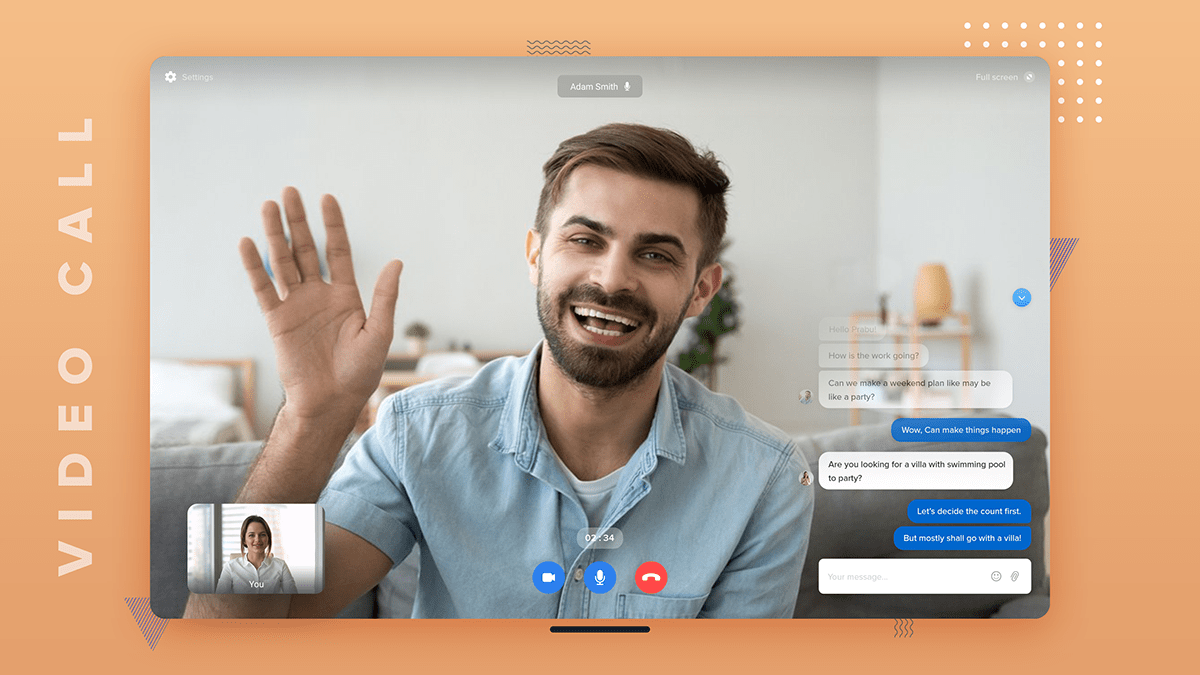 VIDEO CALL
Settings
Adam Smith
Full screen
Hello Prabu!
How is the work going?
Can we make a weekend plan like may be
like a party?
Wow, Can make things happen
Are you looking for a villa with swimming pool
to party?
Let's decide the count first.
But mostly shall go with a villa!
Your message...
02 : 34
You